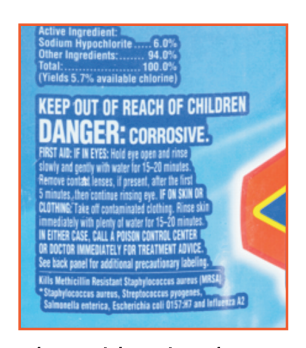 Active Ingredient:
Sodium Hypochlorite ..... 6.0%
Other Ingredients:....... 94.0%
Total:................... 100.0%
(Yields 5.7% available chlorine)
KEEP OUT OF REACH OF CHILDREN
DANGER: CORROSIVE.
FIRST AID: IF IN EYES: Hold eye open and rinse
slowly and gently with water for 15–20 minutes.
Remove contact lenses, if present, after the first
5 minutes, then continue rinsing eye. IF ON SKIN OR
CLOTHING: Take off contaminated clothing. Rinse skin
immediately with plenty of water for 15–20 minutes.
IN EITHER CASE, CALL A POISON CONTROL CENTER
OR DOCTOR IMMEDIATELY FOR TREATMENT ADVICE.
See back panel for additional precautionary labeling.
Kills Methicillin Resistant Staphylococcus aureus (MRSA)
*Staphylococcus aureus, Streptococcus pyogenes,
Salmonella enterica, Escherichia coli O157:H7 and Influenza A2